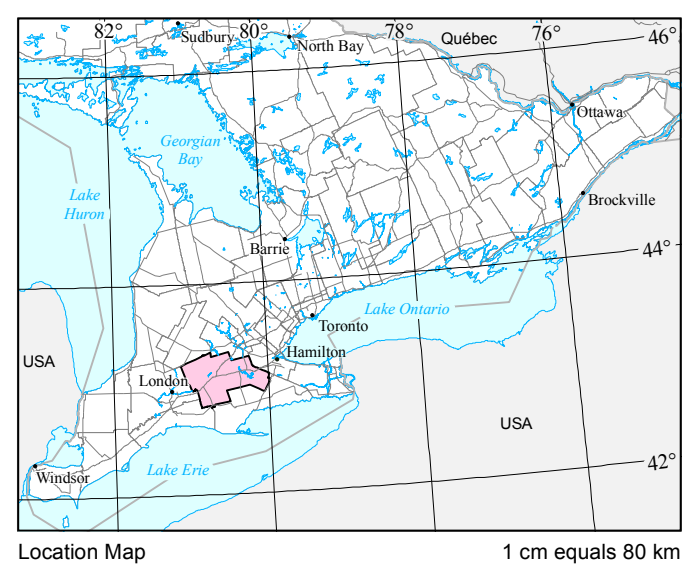 82° 80° 78° 76° 46°
Sudbury
North Bay
Québec
Ottawa
Georgian
Bay
Lake
Huron
Brockville
Barrie
44°
Lake Ontario
Toronto
Hamilton
USA
London
USA
42°
Lake Erie
Windsor
Location Map
1 cm equals 80 km